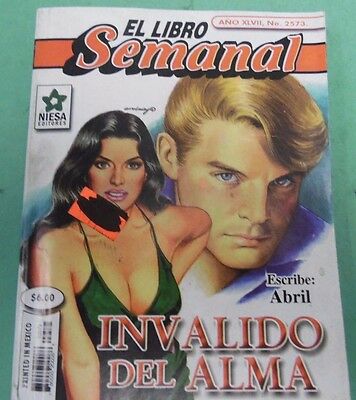 EL LIBRO
Semanal
AÑO XLVII, No. 2573.
NIESA
EDITORES
Escribe:
Abril
$6.00
INVALIDO
DEL ALMA
PRINTED IN MEXICO